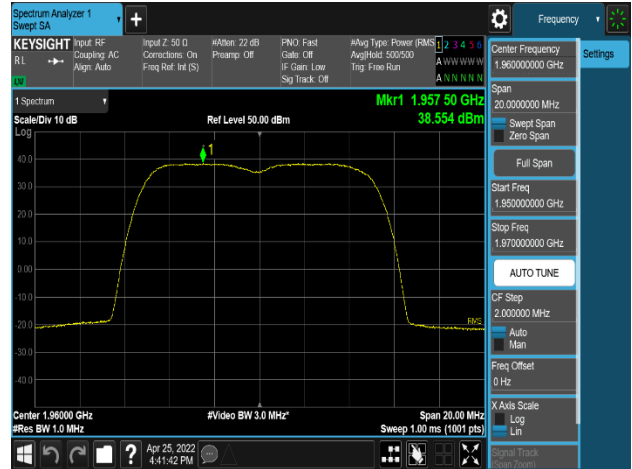 Spectrum Analyzer 1
Swept SA
Frequency
KEYSIGHT
RL
LXI
Input: RF
Coupling: AC
Align: Auto
Input Z: 50 Ω
Corrections: On
Freq Ref: Int (S)
#Atten: 22 dB
Preamp: Off
PNO: Fast
Gate: Off
IF Gain: Low
Sig Track: Off
#Avg Type: Power (RMS
Avg|Hold: 500/500
Trig: Free Run
1 2 3 4 5 6
A W W W W W
A N N N N N
1 Spectrum
Scale/Div 10 dB
Log
Ref Level 50.00 dBm
Mkr1 1.957 50 GHz
38.554 dBm
1
40.0
30.0
20.0
10.0
0.00
-10.0
-20.0
-30.0
-40.0
RMS
Center 1.96000 GHz
#Res BW 1.0 MHz
#Video BW 3.0 MHz*
Span 20.00 MHz
Sweep 1.00 ms (1001 pts)
?
Apr 25, 2022
4:41:42 PM
Center Frequency
1.960000000 GHz
Span
20.0000000 MHz
Swept Span
Zero Span
Full Span
Start Freq
1.950000000 GHz
Stop Freq
1.970000000 GHz
AUTO TUNE
CF Step
2.000000 MHz
Auto
Man
Freq Offset
0 Hz
X Axis Scale
Log
Lin
Signal Track
(Span Zoom)
Settings